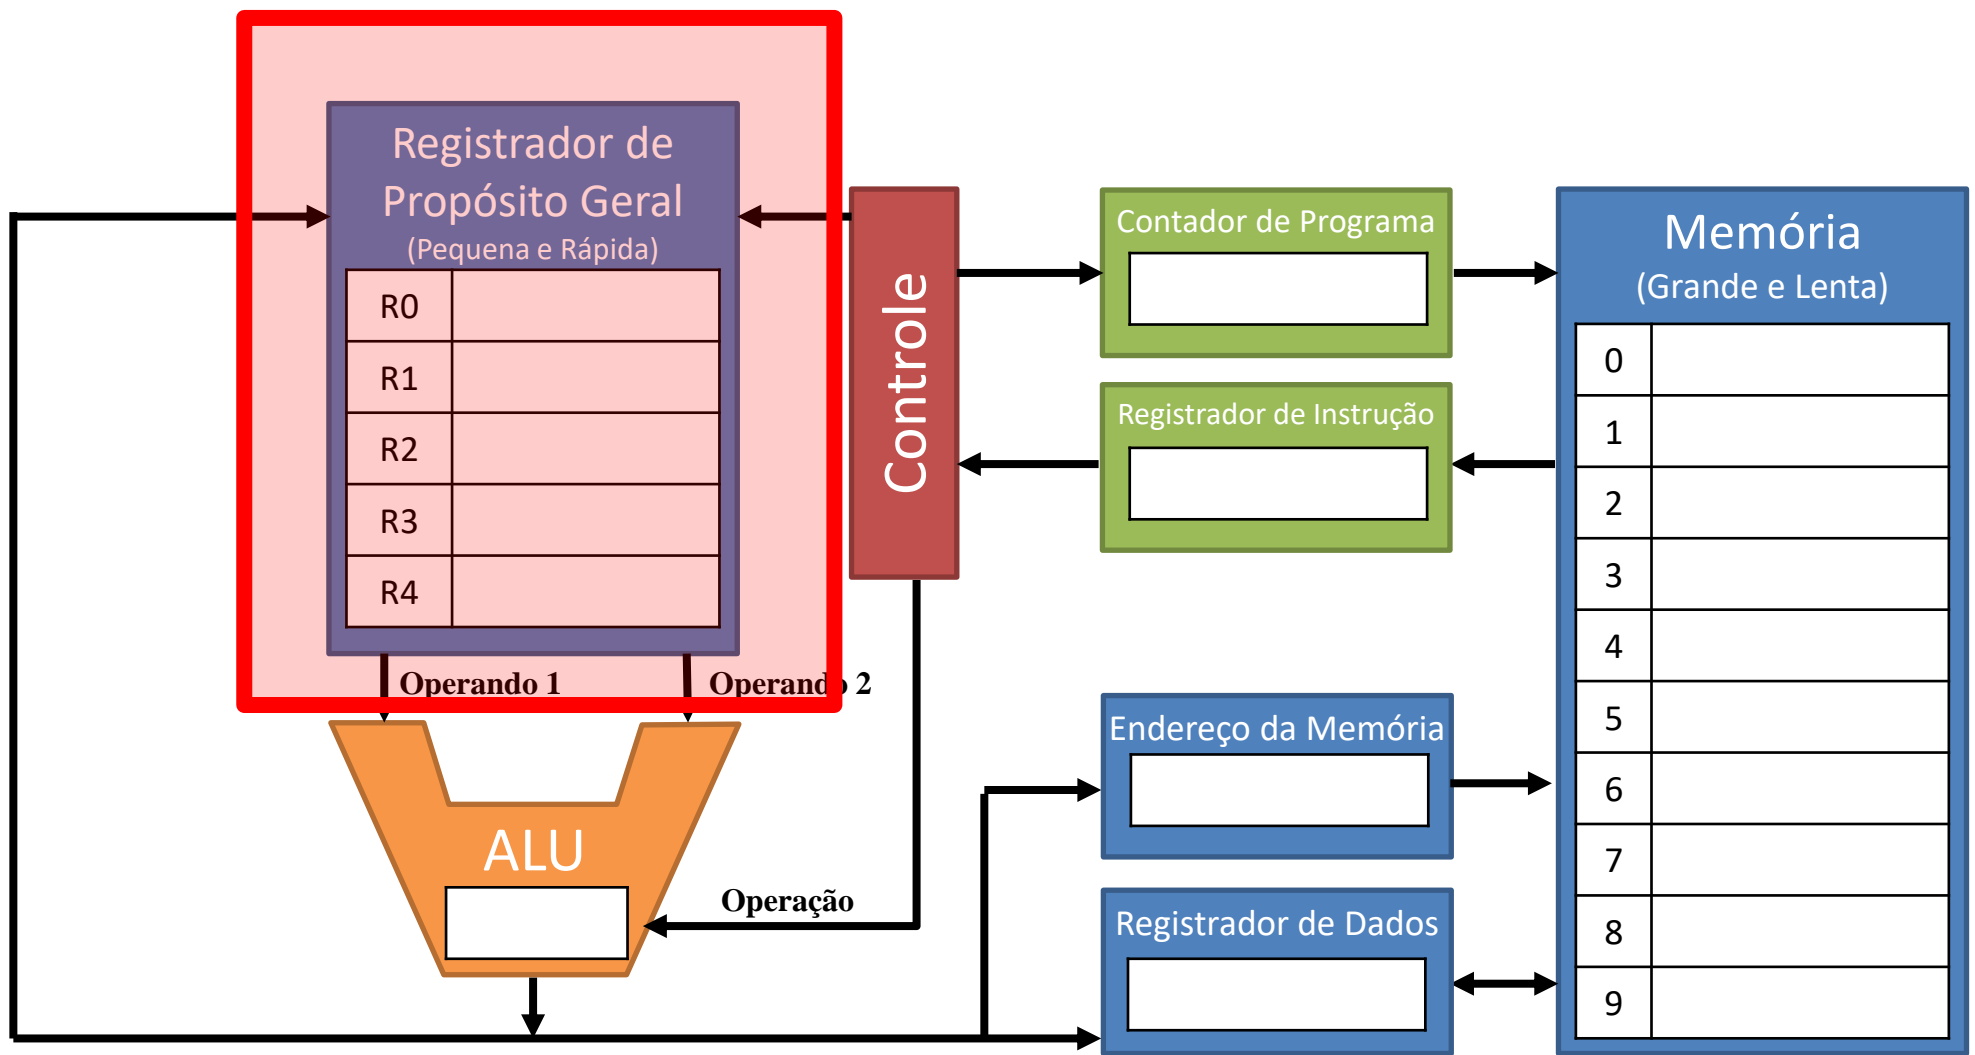 Registrador de
Propósito Geral
(Pequena e Rápida)
R0
R1
R2
R3
R4
Operando 1
Operando 2
ALU
Operação
Controle
Contador de Programa
Registrador de Instrução
Endereço da Memória
Registrador de Dados
Memória
(Grande e Lenta)
0
1
2
3
4
5
6
7
8
9